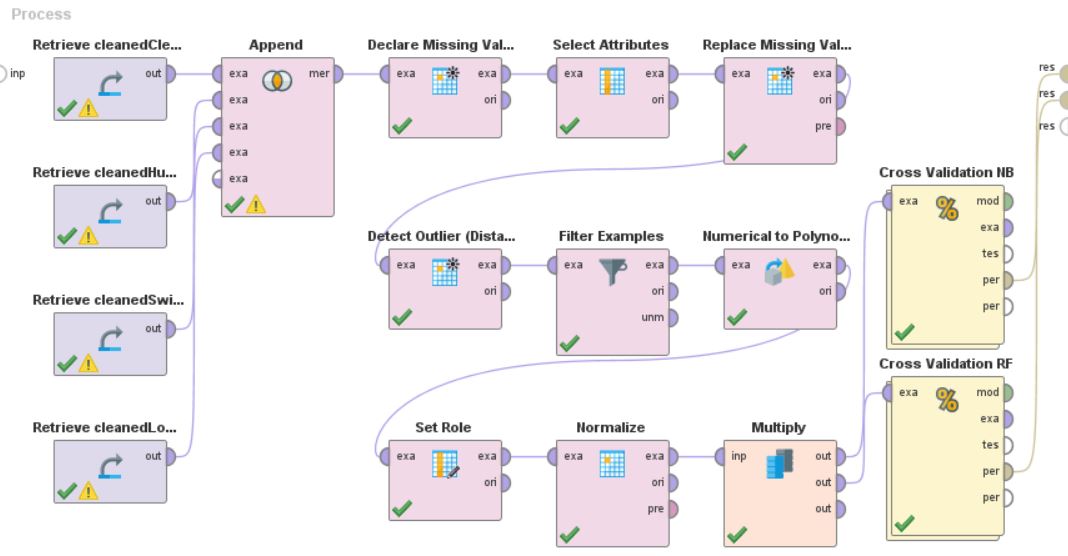 Process
inp
Retrieve cleanedCle...
out
Append
exa
mer
exa
exa
exa
exa
Declare Missing Val...
exa
exa
ori
Select Attributes
exa
exa
ori
Replace Missing Val...
exa
exa
ori
pre
res
res
res
Retrieve cleanedHu...
out
Cross Validation NB
exa
mod
exa
tes
per
per
Detect Outlier (Dista...
exa
exa
ori
Filter Examples
exa
exa
ori
unm
Numerical to Polyno...
exa
exa
ori
Retrieve cleanedSwi...
out
Cross Validation RF
exa
mod
exa
tes
per
per
Retrieve cleanedLo...
out
Set Role
exa
exa
ori
Normalize
exa
exa
ori
pre
Multiply
inp
out
out
out